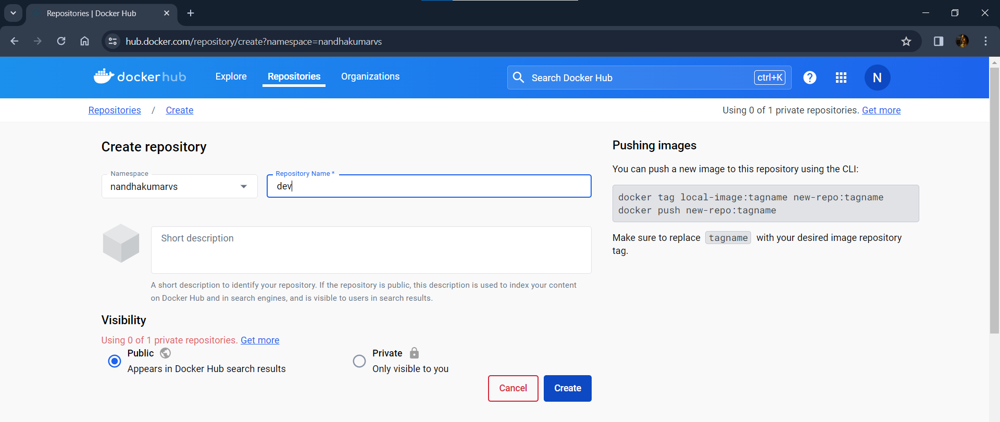 Repositories | Docker Hub
hub.docker.com/repository/create?namespace=nandhakumarvs
dockerhub
Explore
Repositories
Organizations
Search Docker Hub
ctrl+K
?
N
Repositories / Create
Using 0 of 1 private repositories. Get more
Create repository
Namespace
nandhakumarvs
Repository Name *
dev
Short description
A short description to identify your repository. If the repository is public, this description is used to index your content
on Docker Hub and in search engines, and is visible to users in search results.
Visibility
Using 0 of 1 private repositories. Get more
Public
Appears in Docker Hub search results
Private
Only visible to you
Cancel
Create
Pushing images
You can push a new image to this repository using the CLI:
docker tag local-image:tagname new-repo:tagname
docker push new-repo:tagname
Make sure to replace tagname with your desired image repository
tag.